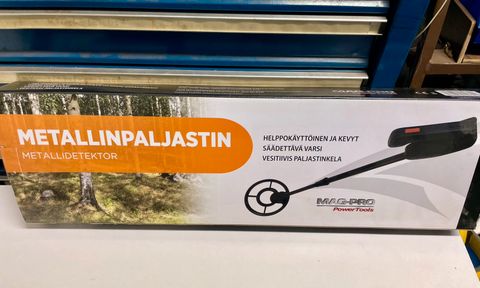 METALLINPALJASTIN
METALLIDETEKTOR
HELPPOKÄYTTÖINEN JA KEVYT
SÄÄDETTÄVÄ VARSI
VESITIIVIS PALJASTINKELA
MAG-PRO
PowerTools